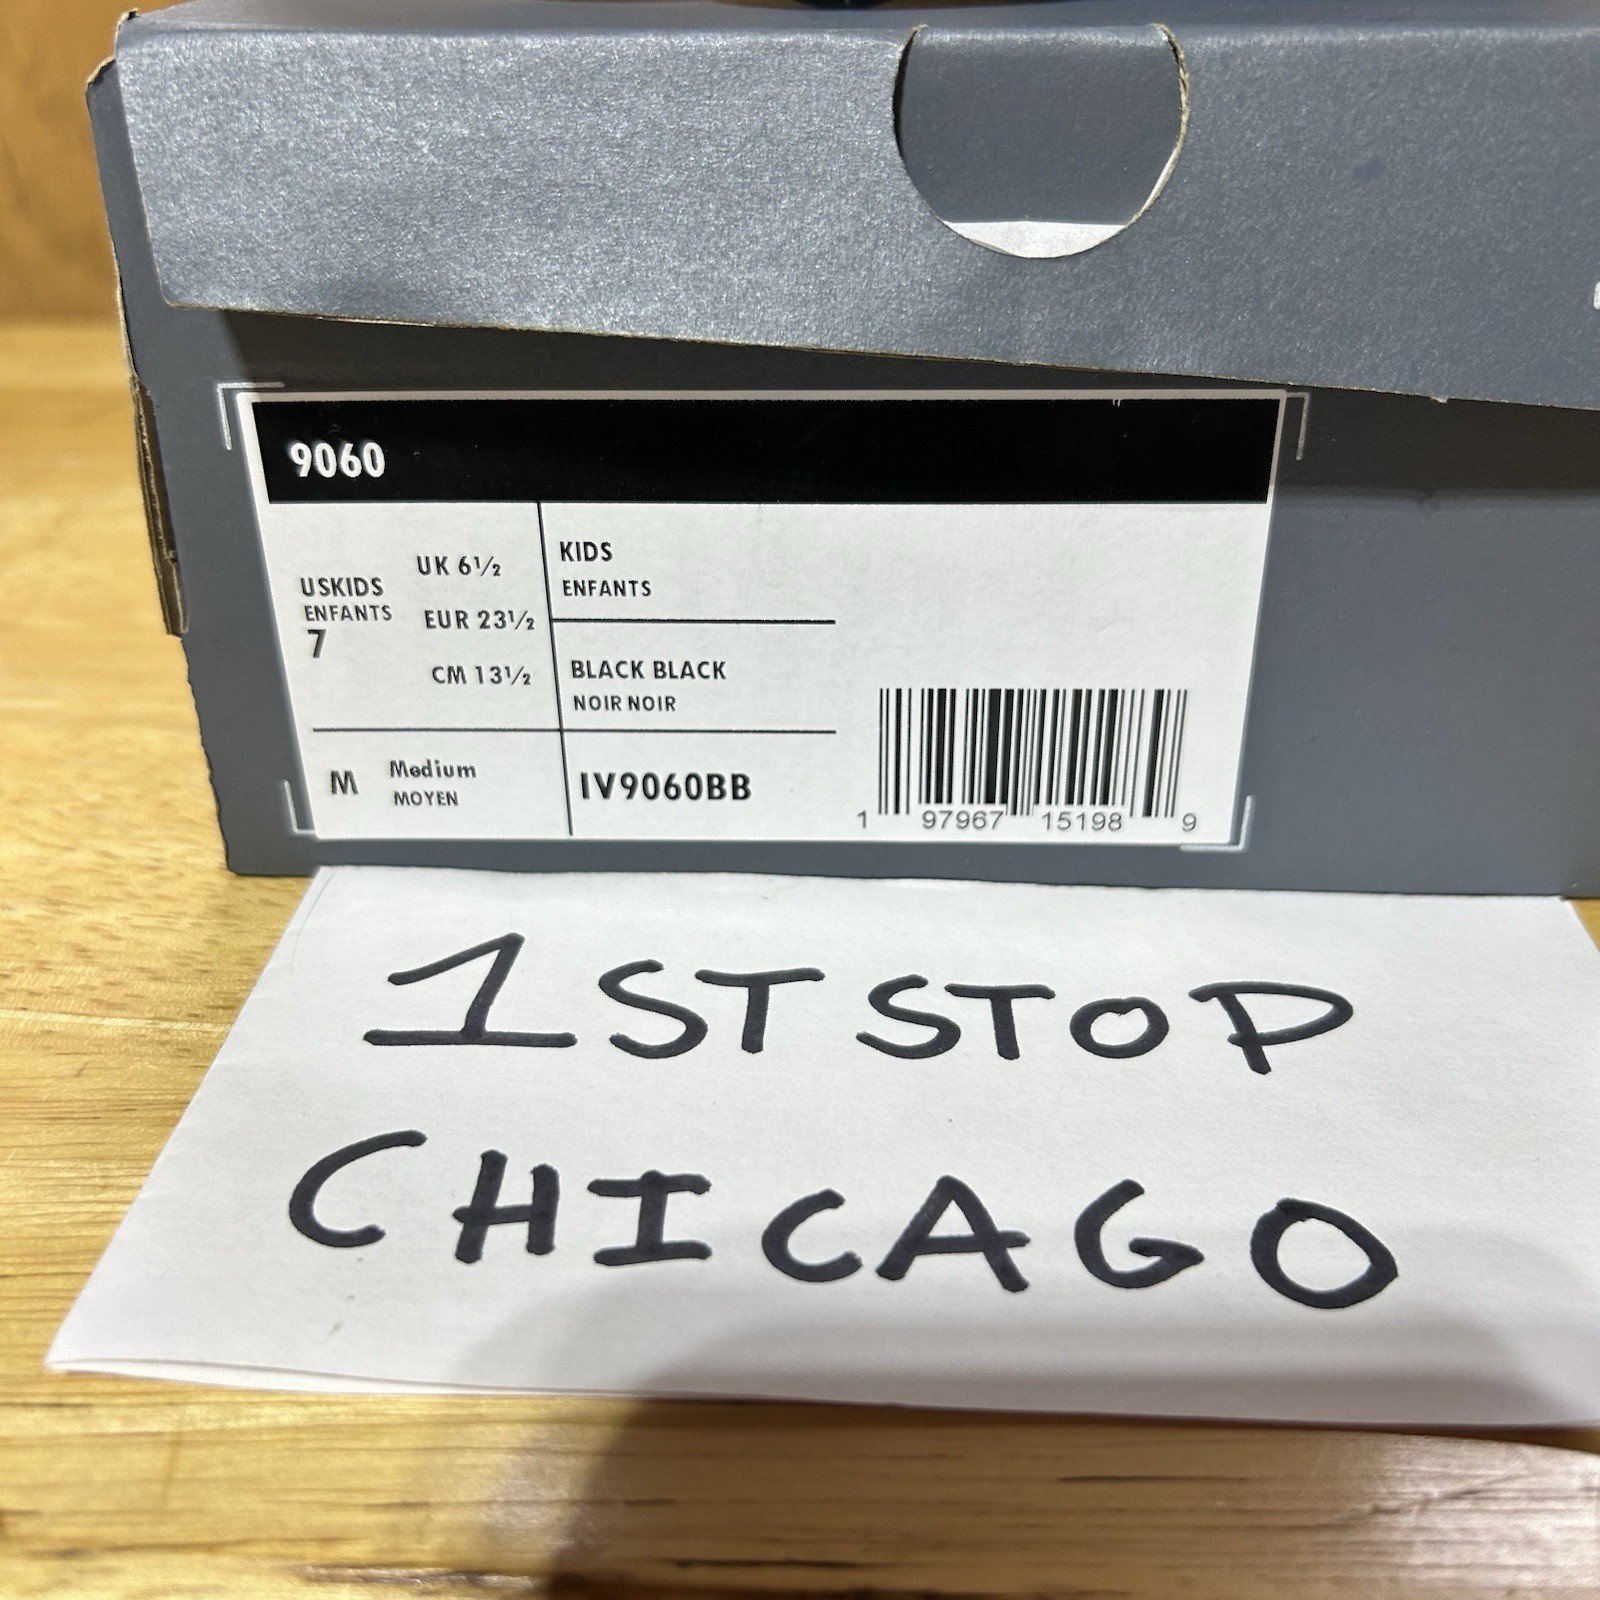 9060
USKIDS
ENFANTS
7
UK 6½
EUR 23½
CM 13½
KIDS
ENFANTS
BLACK BLACK
NOIR NOIR
M Medium
MOYEN
IV9060BB
1 97967 15198 9
1ST STOP
CHICAGO